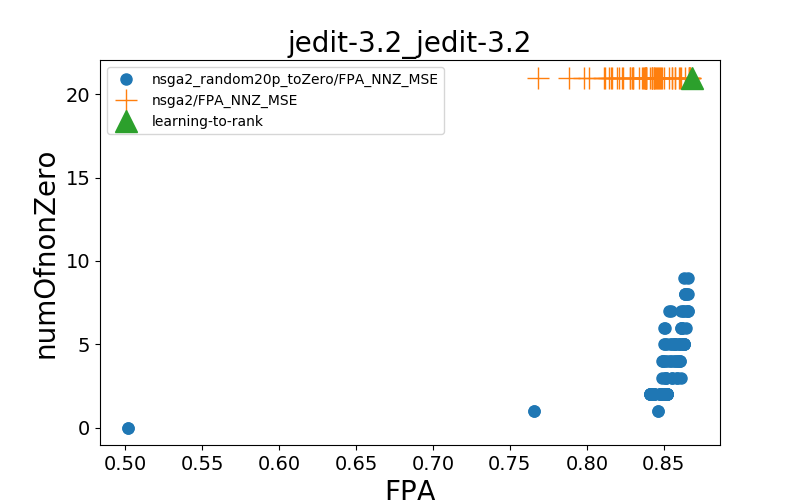 jedit-3.2_jedit-3.2
nsga2_random20p_toZero/FPA_NNZ_MSE
nsga2/FPA_NNZ_MSE
learning-to-rank
numOfnonZero
20
15
10
5
0
0.50 0.55 0.60 0.65 0.70 0.75 0.80 0.85
FPA